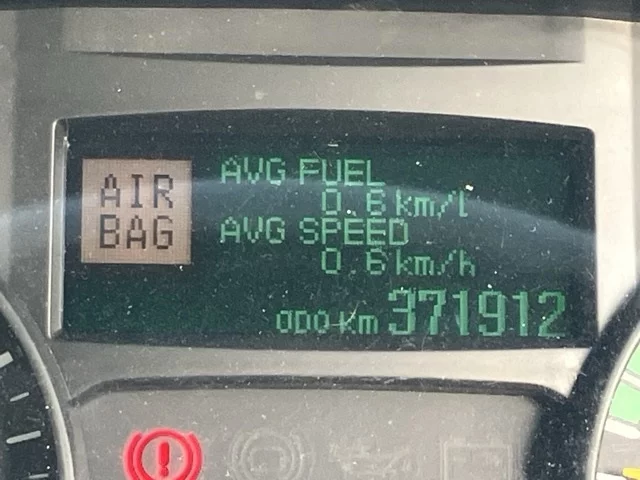 AIR
BAG
AVG FUEL
0.6 km/l
AVG SPEED
0.6 km/h
ODO km 371912